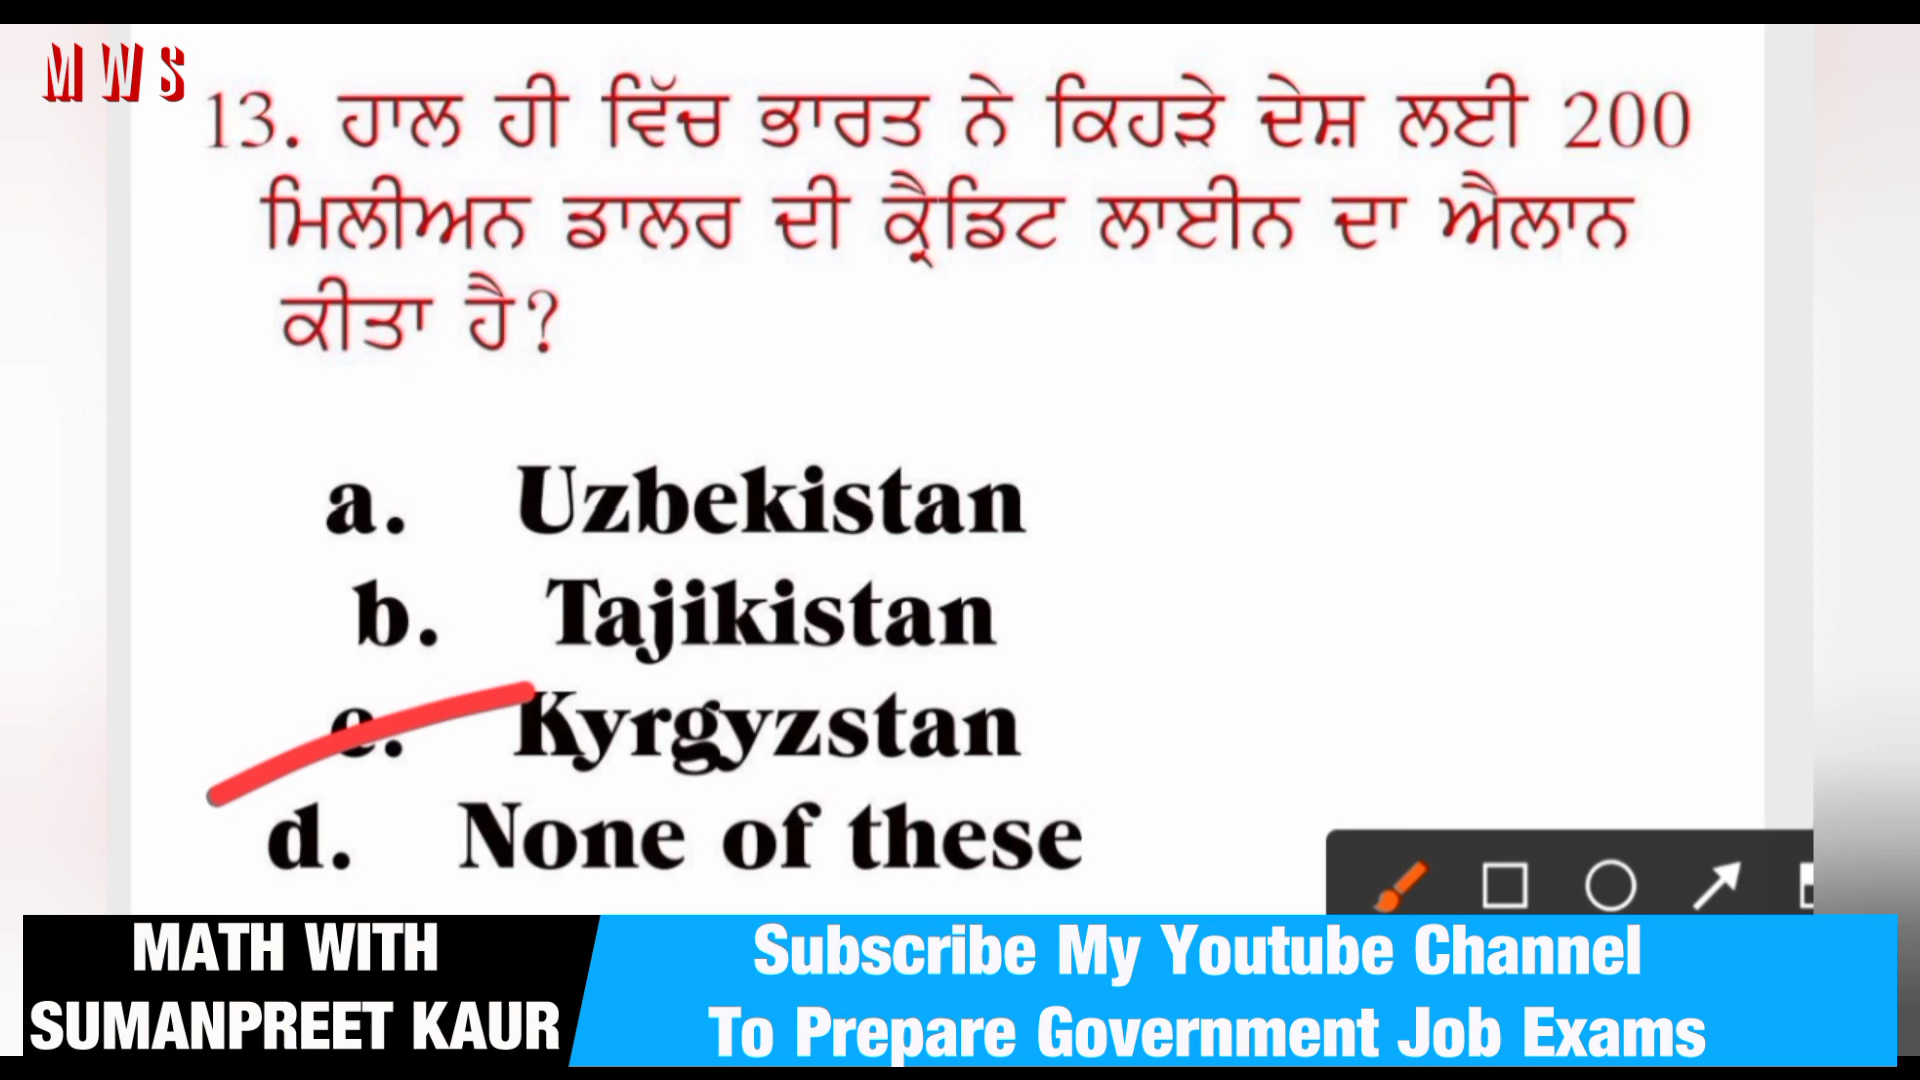 MWS
13. ਹਾਲ ਹੀ ਵਿੱਚ ਭਾਰਤ ਨੇ ਕਿਹੜੇ ਦੇਸ਼ ਲਈ 200
ਮਿਲੀਅਨ ਡਾਲਰ ਦੀ ਕ੍ਰੈਡਿਟ ਲਾਈਨ ਦਾ ਐਲਾਨ
ਕੀਤਾ ਹੈ?
a. Uzbekistan
b. Tajikistan
c. Kyrgyzstan
d. None of these
MATH WITH
SUMANPREET KAUR
Subscribe My Youtube Channel
To Prepare Government Job Exams